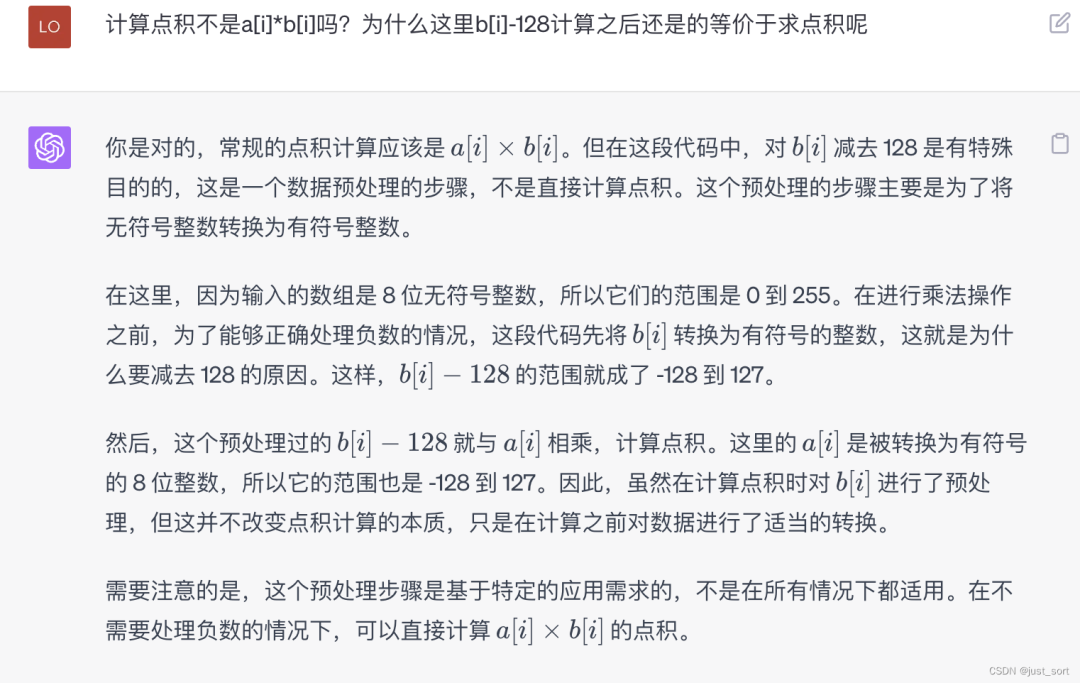 LO
计算点积不是a[i]*b[i]吗？为什么这里b[i]-128计算之后还是的等价于求点积呢
你是对的，常规的点积计算应该是 a[i] × b[i]。但在这段代码中，对 b[i] 减去 128 是有特殊
目的的，这是一个数据预处理的步骤，不是直接计算点积。这个预处理的步骤主要是为了将
无符号整数转换为有符号整数。
在这里，因为输入的数组是 8 位无符号整数，所以它们的范围是 0 到 255。在进行乘法操作
之前，为了能够正确处理负数的情况，这段代码先将 b[i] 转换为有符号的整数，这就是为什
么要减去 128 的原因。这样，b[i] − 128 的范围就成了 -128 到 127。
然后，这个预处理过的 b[i] − 128 就与 a[i] 相乘，计算点积。这里的 a[i] 是被转换为有符号
的 8 位整数，所以它的范围也是 -128 到 127。因此，虽然在计算点积时对 b[i] 进行了预处
理，但这并不改变点积计算的本质，只是在计算之前对数据进行了适当的转换。
需要注意的是，这个预处理步骤是基于特定的应用需求的，不是在所有情况下都适用。在不
需要处理负数的情况下，可以直接计算 a[i] × b[i] 的点积。
CSDN @just_sort